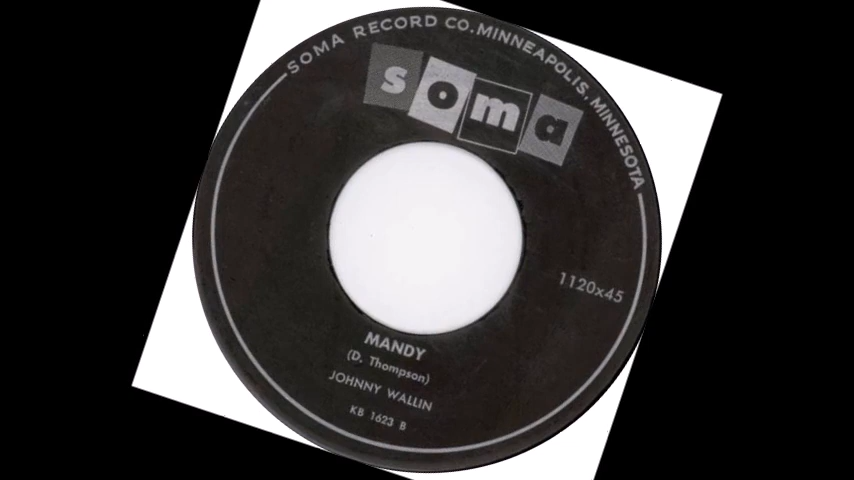 SOMA RECORD CO. MINNEAPOLIS, MINNESOTA
soma
1120x45
MANDY
(D. Thompson)
JOHNNY WALLIN
KB 1623 B